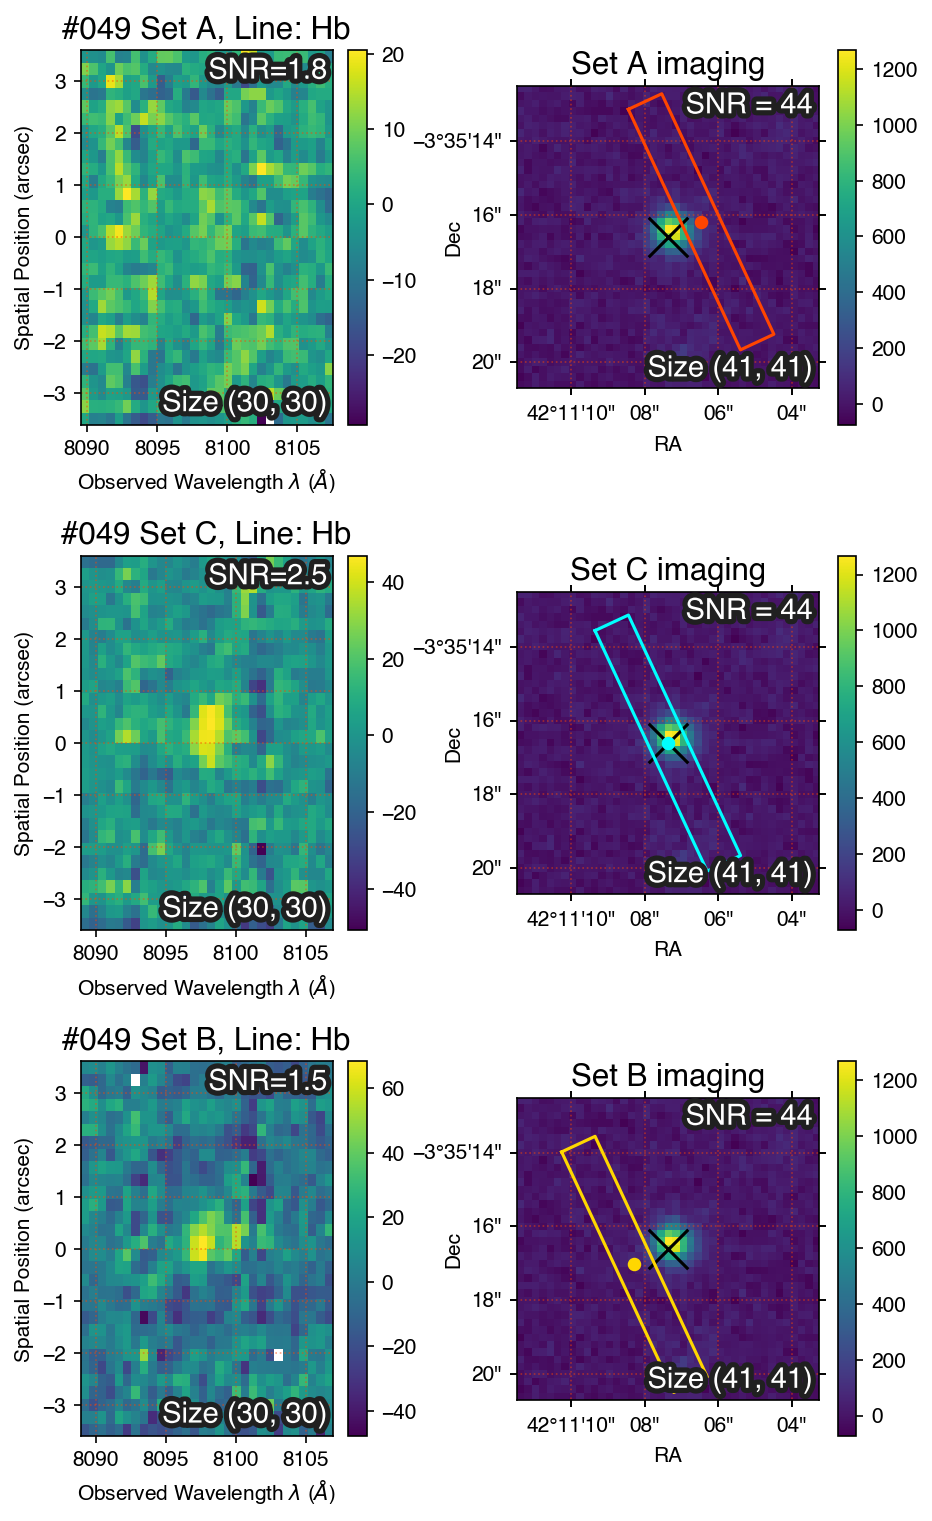 #049 Set A, Line: Hb
SNR=1.8
Size (30, 30)
Spatial Position (arcsec)
3
2
1
0
−1
−2
−3
8090 8095 8100 8105
Observed Wavelength λ (Å)
20
10
0
−10
−20
Set A imaging
SNR = 44
Size (41, 41)
Dec
−3°35'14"
16"
18"
20"
42°11'10" 08" 06" 04"
RA
1200
1000
800
600
400
200
0
#049 Set C, Line: Hb
SNR=2.5
Size (30, 30)
Spatial Position (arcsec)
3
2
1
0
−1
−2
−3
8090 8095 8100 8105
Observed Wavelength λ (Å)
40
20
0
−20
−40
Set C imaging
SNR = 44
Size (41, 41)
Dec
−3°35'14"
16"
18"
20"
42°11'10" 08" 06" 04"
RA
1200
1000
800
600
400
200
0
#049 Set B, Line: Hb
SNR=1.5
Size (30, 30)
Spatial Position (arcsec)
3
2
1
0
−1
−2
−3
8090 8095 8100 8105
Observed Wavelength λ (Å)
60
40
20
0
−20
−40
Set B imaging
SNR = 44
Size (41, 41)
Dec
−3°35'14"
16"
18"
20"
42°11'10" 08" 06" 04"
RA
1200
1000
800
600
400
200
0